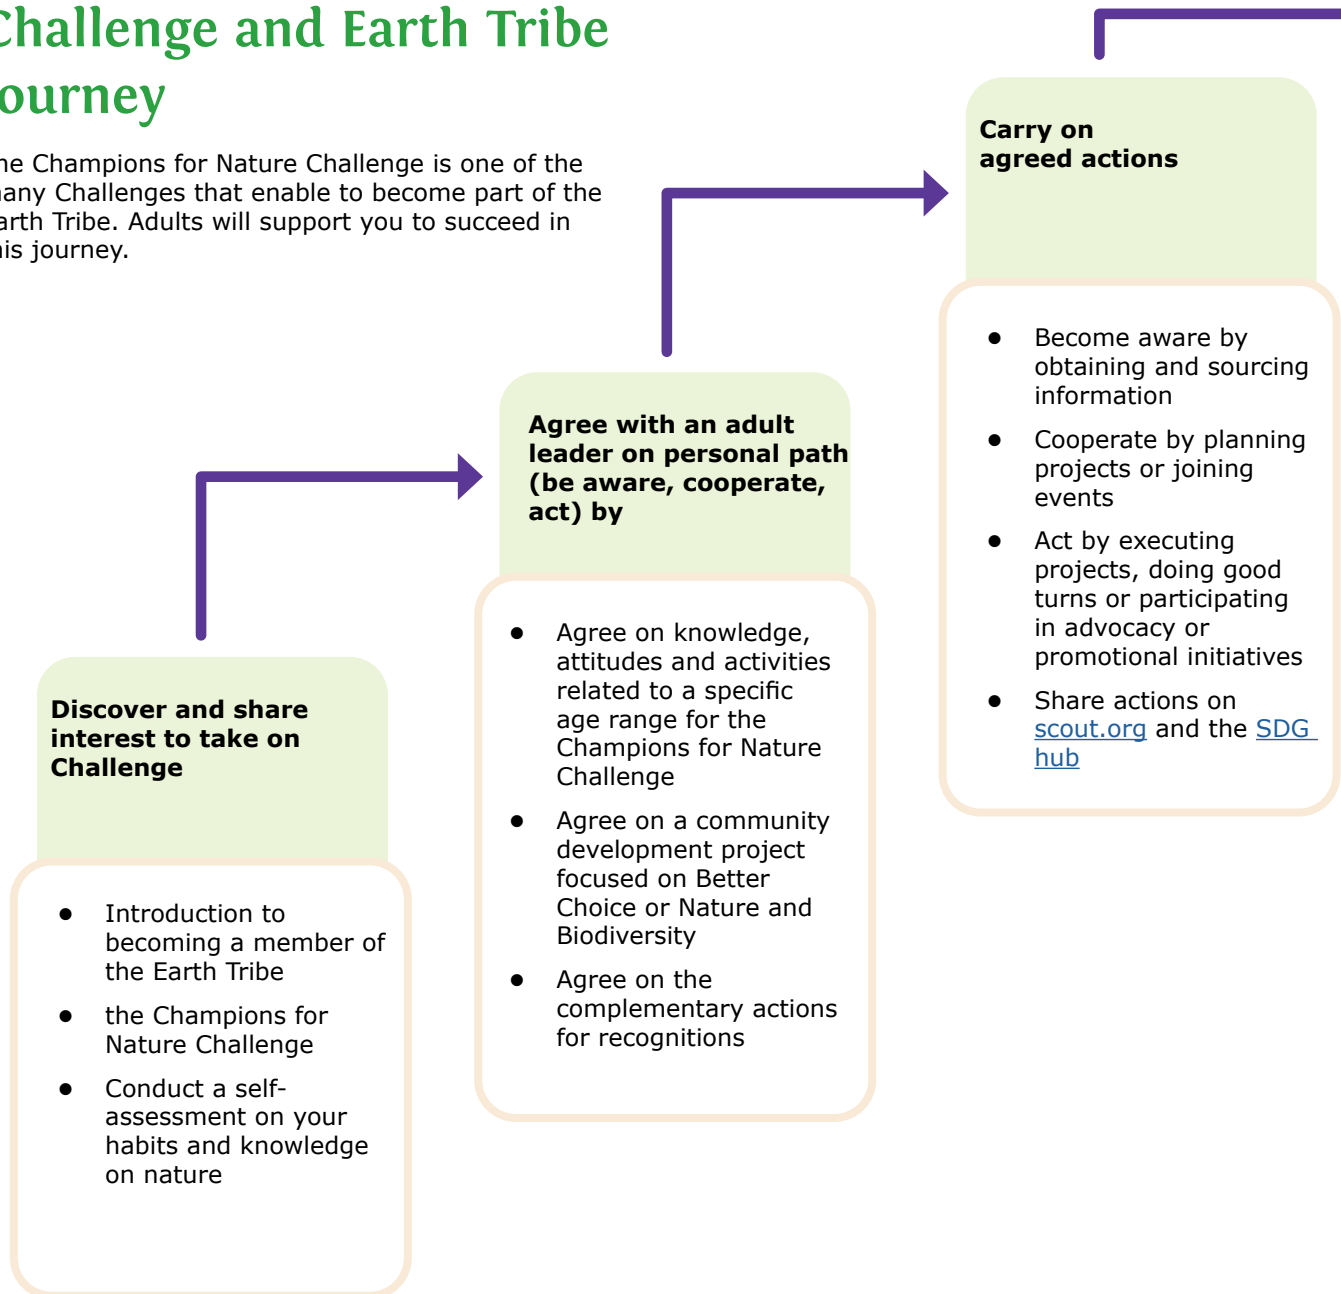 Challenge and Earth Tribe
ourney
he Champions for Nature Challenge is one of the
any Challenges that enable to become part of the
arth Tribe. Adults will support you to succeed in
his journey.
Discover and share
interest to take on
Challenge
● Introduction to
becoming a member of
the Earth Tribe
● the Champions for
Nature Challenge
● Conduct a self-
assessment on your
habits and knowledge
on nature
Agree with an adult
leader on personal path
(be aware, cooperate,
act) by
● Agree on knowledge,
attitudes and activities
related to a specific
age range for the
Champions for Nature
Challenge
● Agree on a community
development project
focused on Better
Choice or Nature and
Biodiversity
● Agree on the
complementary actions
for recognitions
Carry on
agreed actions
● Become aware by
obtaining and sourcing
information
● Cooperate by planning
projects or joining
events
● Act by executing
projects, doing good
turns or participating
in advocacy or
promotional initiatives
● Share actions on
scout.org and the SDG
hub